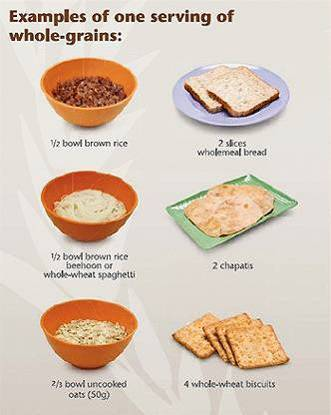 Examples of one serving of
whole-grains:
1/2 bowl brown rice
2 slices
wholemeal bread
1/2 bowl brown rice
beehoon or
whole-wheat spaghetti
2 chapatis
2/3 bowl uncooked
oats (50g)
4 whole-wheat biscuits